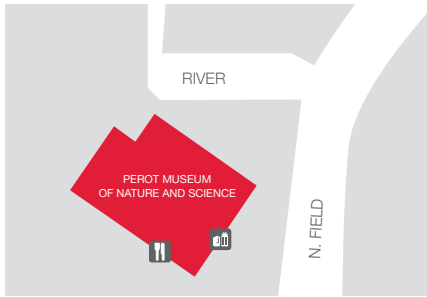 RIVER
PEROT MUSEUM
OF NATURE AND SCIENCE
N. FIELD